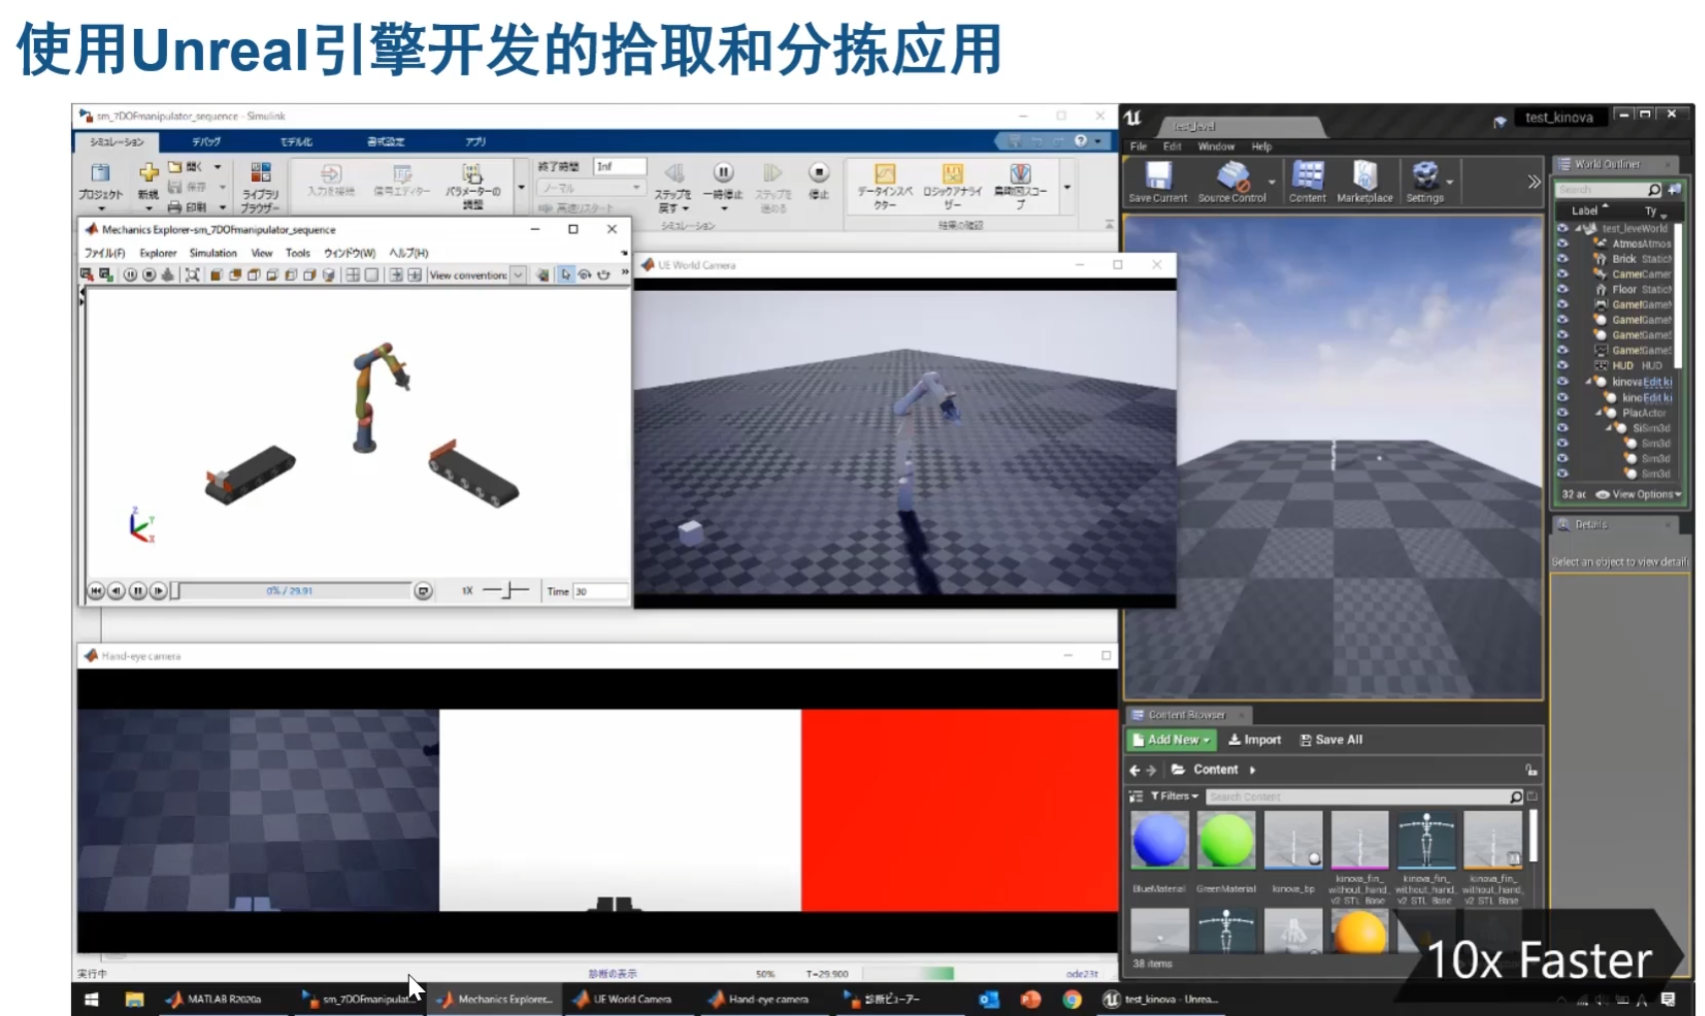 使用Unreal引擎开发的拾取和分拣应用
sm_7DOFmanipulator_sequence - Simulink
シミュレーション デバッグ モデル化 書式設定 アプリ
プロジェクト 新規 開く 保存 印刷 ライブラリ ブラウザー 入力を接続 信号エディター パラメーターの 調整
終了時間 Inf
ノーマル
高速リスタート
ステップを 戻す 一時停止 ステップを 進める 停止
シミュレーション
データインスペ クター ロジックアナライ ザー 鳥瞰図スコー プ
結果の確認
Mechanics Explorer-sm_7DOFmanipulator_sequence
ファイル(F) Explorer Simulation View Tools ウィンドウ(W) ヘルプ(H)
View convention:
Z
Y
X
0% / 29.91
1X
Time 30
UE World Camera
Hand-eye camera
実行中 診断の表示 50% T=29.900 ode23t
test_level
test_kinova
File Edit Window Help
Save Current Source Control Content Marketplace Settings
World Outliner
Search
Label Ty
test_leveWorld
AtmosAtmos
Brick Static
CameCamer
Floor Static
GameGame
GameGame
GameGame
GameGame
HUD HUD
kinovaEdit ki
kinoEdit ki
PlacActor
SiSim3d
Sim3d
Sim3d
Sim3d
View Options
Details
Select an object to view detail
Content Browser
Add New Import Save All
Content
Filters Search Content
BlueMaterial GreenMaterial kinova_bp
kinova_fin_ without_hand_ v2_STL_Base
kinova_fin_ without_hand_ v2_STL_Base
kinova_fin_ without_hand_ v2_STL_Base
38 items
10x Faster
MATLAB R2020a sm_7DOFmanipulat... Mechanics Explorer... UE World Camera Hand-eye camera 診断ビューアー test_kinova - Unrea...
A